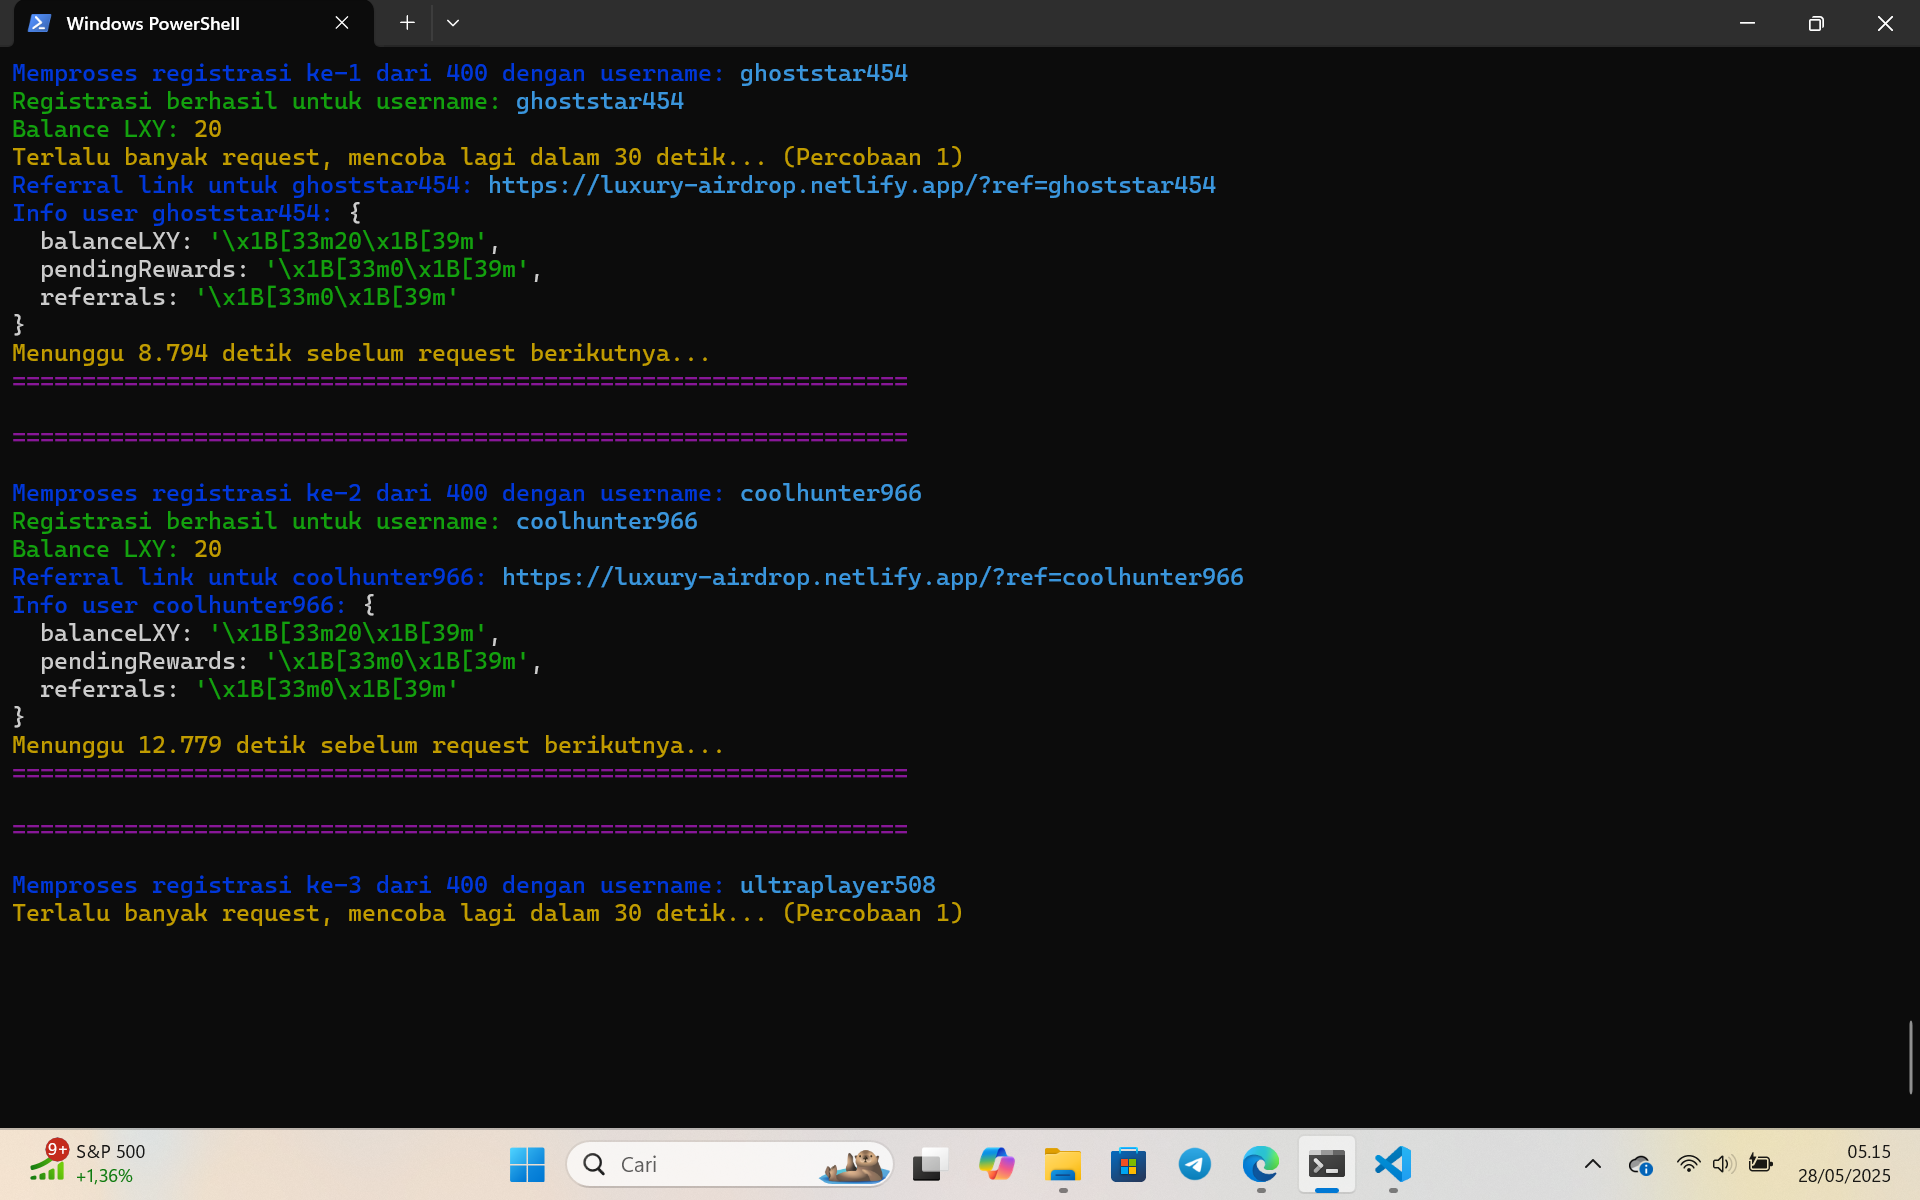 Windows PowerShell
Memproses registrasi ke-1 dari 400 dengan username: ghoststar454
Registrasi berhasil untuk username: ghoststar454
Balance LXY: 20
Terlalu banyak request, mencoba lagi dalam 30 detik... (Percobaan 1)
Referral link untuk ghoststar454: https://luxury-airdrop.netlify.app/?ref=ghoststar454
Info user ghoststar454: {
  balanceLXY: '\x1B[33m20\x1B[39m',
  pendingRewards: '\x1B[33m0\x1B[39m',
  referrals: '\x1B[33m0\x1B[39m'
}
Menunggu 8.794 detik sebelum request berikutnya...
================================================================
================================================================
Memproses registrasi ke-2 dari 400 dengan username: coolhunter966
Registrasi berhasil untuk username: coolhunter966
Balance LXY: 20
Referral link untuk coolhunter966: https://luxury-airdrop.netlify.app/?ref=coolhunter966
Info user coolhunter966: {
  balanceLXY: '\x1B[33m20\x1B[39m',
  pendingRewards: '\x1B[33m0\x1B[39m',
  referrals: '\x1B[33m0\x1B[39m'
}
Menunggu 12.779 detik sebelum request berikutnya...
================================================================
================================================================
Memproses registrasi ke-3 dari 400 dengan username: ultraplayer508
Terlalu banyak request, mencoba lagi dalam 30 detik... (Percobaan 1)
9+
S&P 500
+1,36%
Cari
05.15
28/05/2025